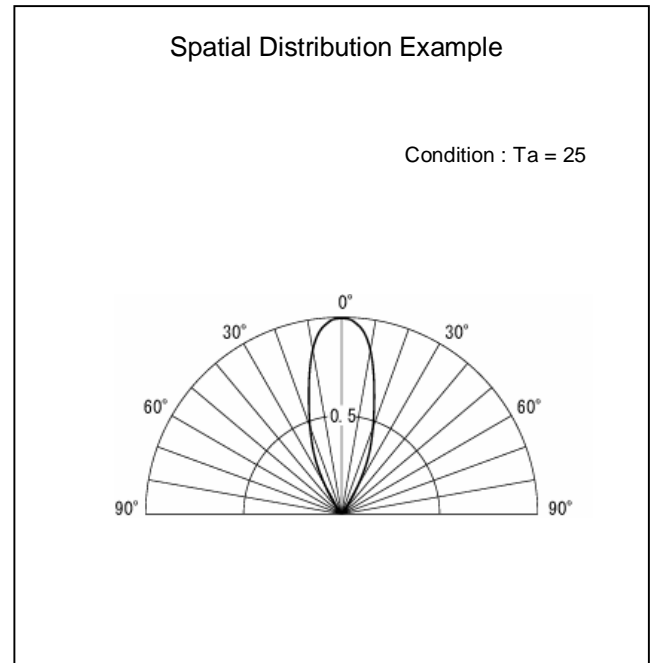 Spatial Distribution Example
Condition : Ta = 25
0°
30° 30°
60° 60°
0. 5
90° 90°